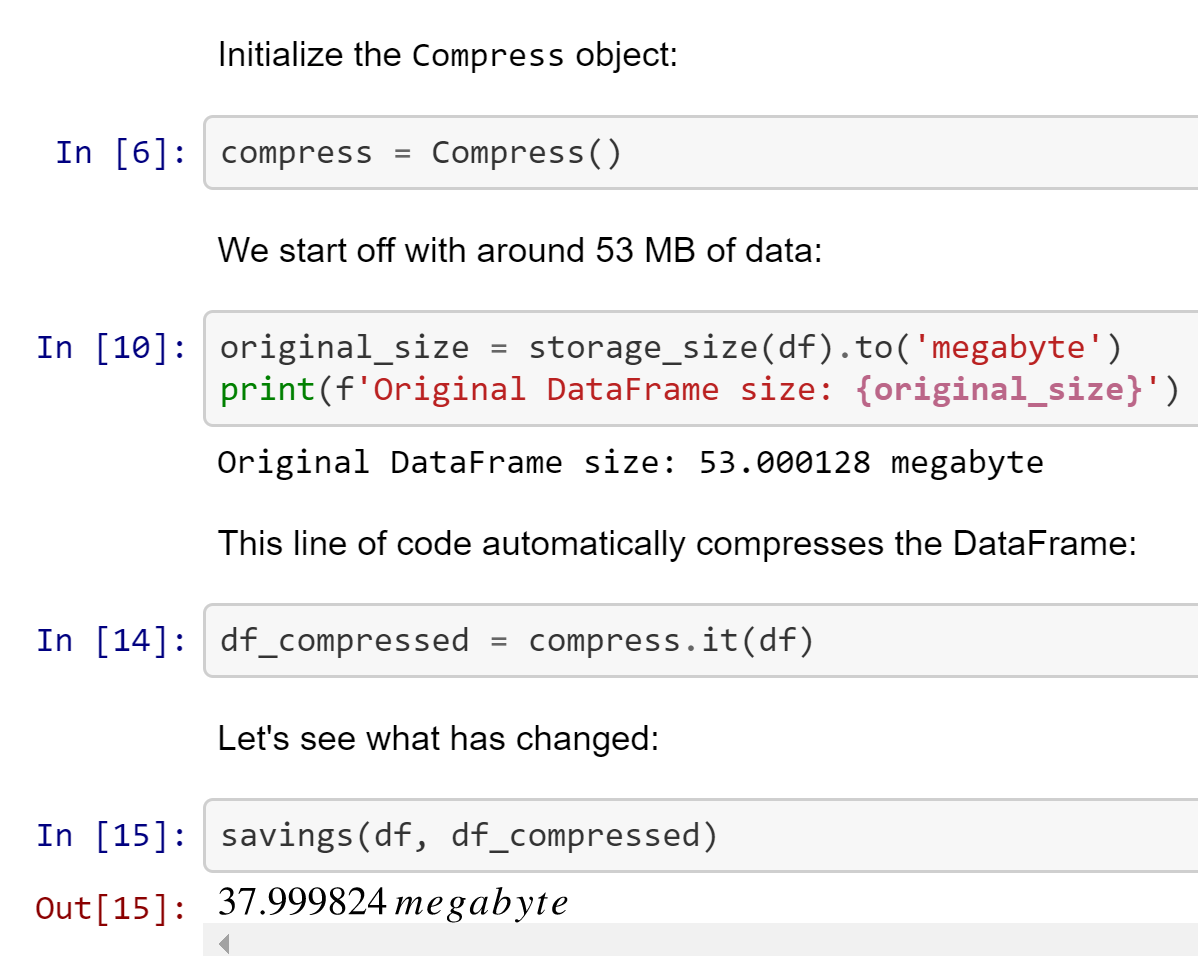 Initialize the Compress object:
In [6]: compress = Compress()
We start off with around 53 MB of data:
In [10]: original_size = storage_size(df).to('megabyte')
print(f'Original DataFrame size: {original_size}')
Original DataFrame size: 53.000128 megabyte
This line of code automatically compresses the DataFrame:
In [14]: df_compressed = compress.it(df)
Let's see what has changed:
In [15]: savings(df, df_compressed)
Out[15]: 37.999824 megabyte